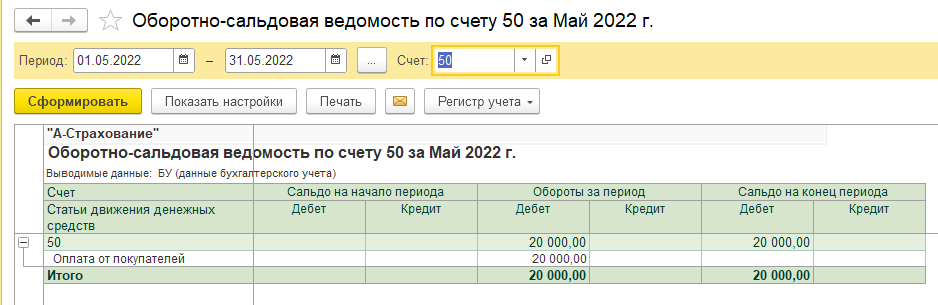 Оборотно-сальдовая ведомость по счету 50 за Май 2022 г.
Период: 01.05.2022 – 31.05.2022 ... Счет: 50
Сформировать Показать настройки Печать Регистр учета
"А-Страхование"
Оборотно-сальдовая ведомость по счету 50 за Май 2022 г.
Выводимые данные: БУ (данные бухгалтерского учета)
Счет Сальдо на начало периода Обороты за период Сальдо на конец периода
Статьи движения денежных Дебет Кредит Дебет Кредит Дебет Кредит
средств
50 20 000,00 20 000,00
Оплата от покупателей 20 000,00
Итого 20 000,00 20 000,00